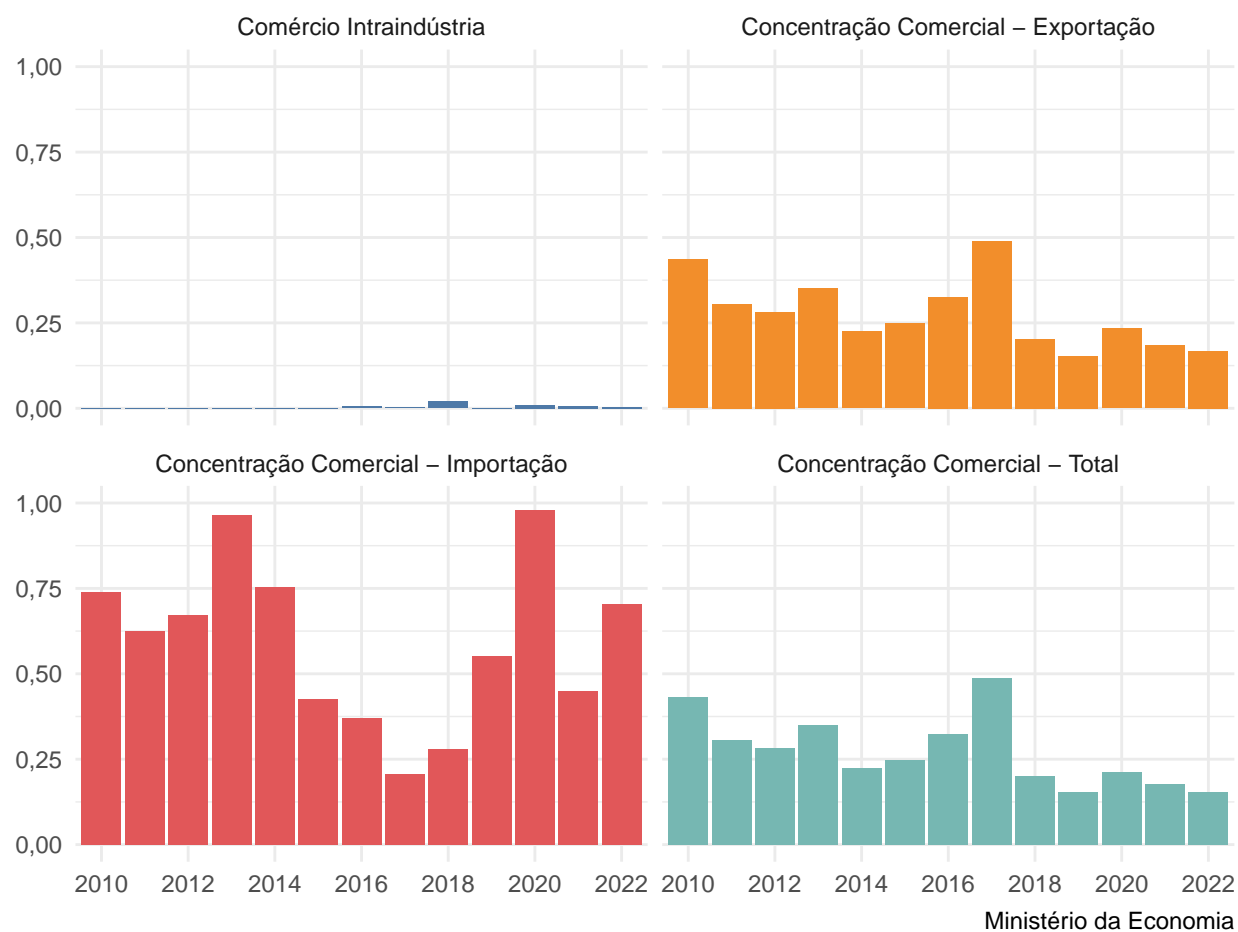 Comércio Intraindústria
Concentração Comercial – Exportação
1,00
0,75
0,50
0,25
0,00
Concentração Comercial – Importação
Concentração Comercial – Total
1,00
0,75
0,50
0,25
0,00
2010 2012 2014 2016 2018 2020 2022
2010 2012 2014 2016 2018 2020 2022
Ministério da Economia